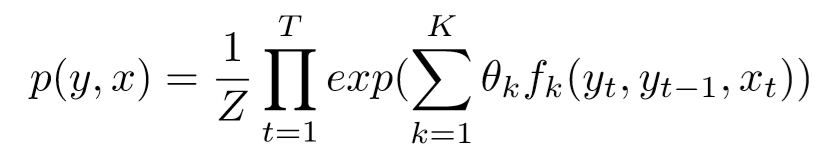 p(y, x) = \frac{1}{Z} \prod_{t=1}^{T} exp(\sum_{k=1}^{K} \theta_k f_k(y_t, y_{t-1}, x_t))